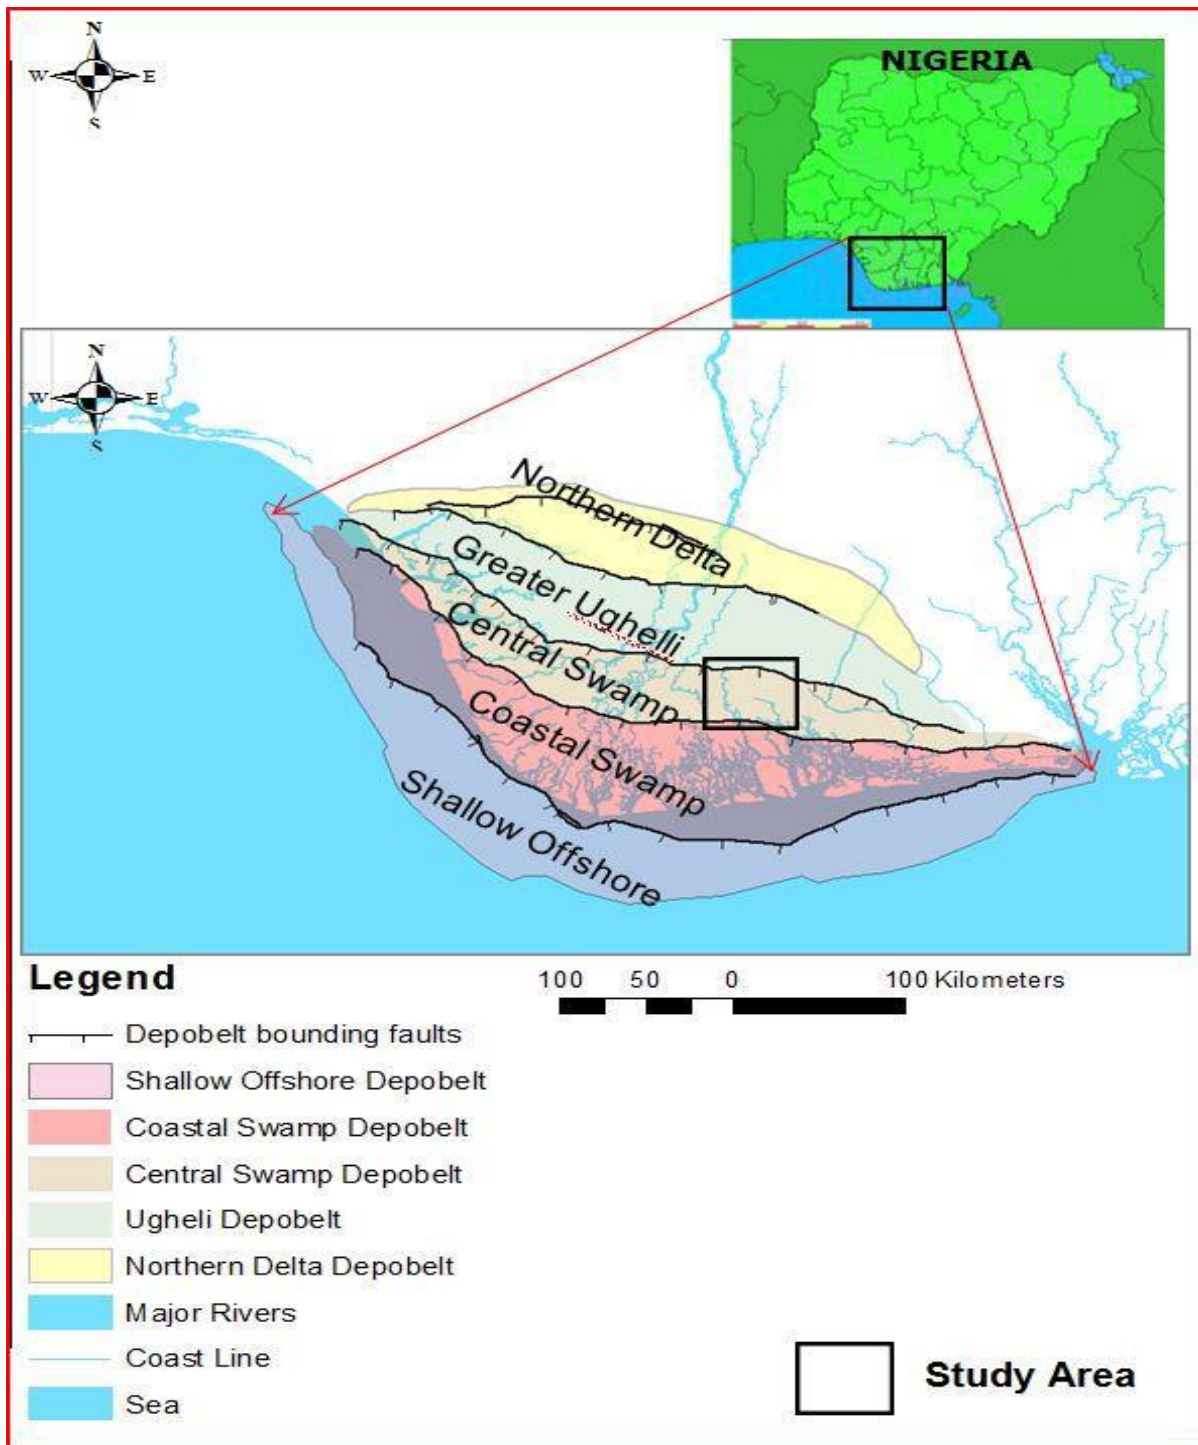 N
W E
S
NIGERIA
N
W E
S
Northern Delta
Greater Ughelli
Central Swamp
Coastal Swamp
Shallow Offshore
Legend
100 50 0 100 Kilometers
Depobelt bounding faults
Shallow Offshore Depobelt
Coastal Swamp Depobelt
Central Swamp Depobelt
Ugheli Depobelt
Northern Delta Depobelt
Major Rivers
Coast Line
Sea
Study Area